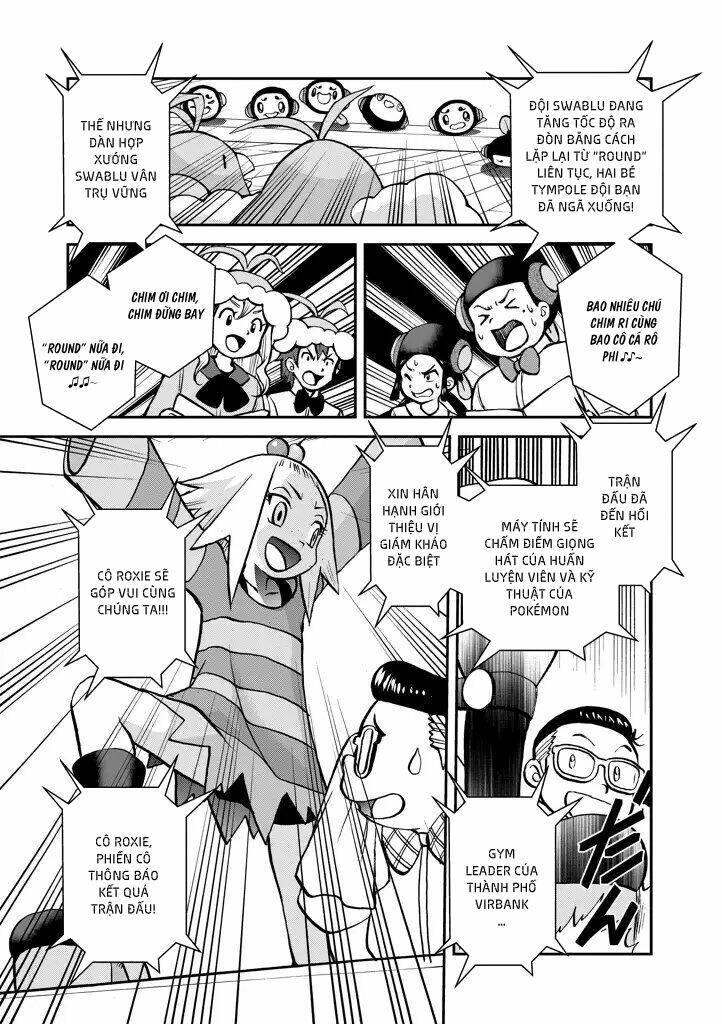 ĐỘI SWABLU ĐANG
TĂNG TỐC ĐỘ RA
ĐÒN BẰNG CÁCH
LẶP LẠI TỪ "ROUND"
LIÊN TỤC, HAI BÉ
TYMPOLE ĐỘI BẠN
ĐÃ NGÃ XUỐNG!
THẾ NHƯNG
DÀN HỢP
XƯỚNG
SWABLU VẪN
TRỤ VỮNG
BAO NHIÊU CHÚ
CHIM RI CÙNG
BAO CÔ CÁ RÔ
PHI ♪♪~
CHIM ƠI CHIM,
CHIM ĐỪNG BAY
"ROUND" NỮA ĐI,
"ROUND" NỮA ĐI
♫♫~
TRẬN
ĐẤU ĐÃ
ĐẾN HỒI
KẾT
MÁY TÍNH SẼ
CHẤM ĐIỂM GIỌNG
HÁT CỦA HUẤN
LUYỆN VIÊN VÀ KỸ
THUẬT CỦA
POKÉMON
XIN HÂN
HẠNH GIỚI
THIỆU VỊ
GIÁM KHẢO
ĐẶC BIỆT
GYM
LEADER CỦA
THÀNH PHỐ
VIRBANK
...
CÔ ROXIE SẼ
GÓP VUI CÙNG
CHÚNG TA!!!
CÔ ROXIE,
PHIỀN CÔ
THÔNG BÁO
KẾT QUẢ
TRẬN ĐẤU!